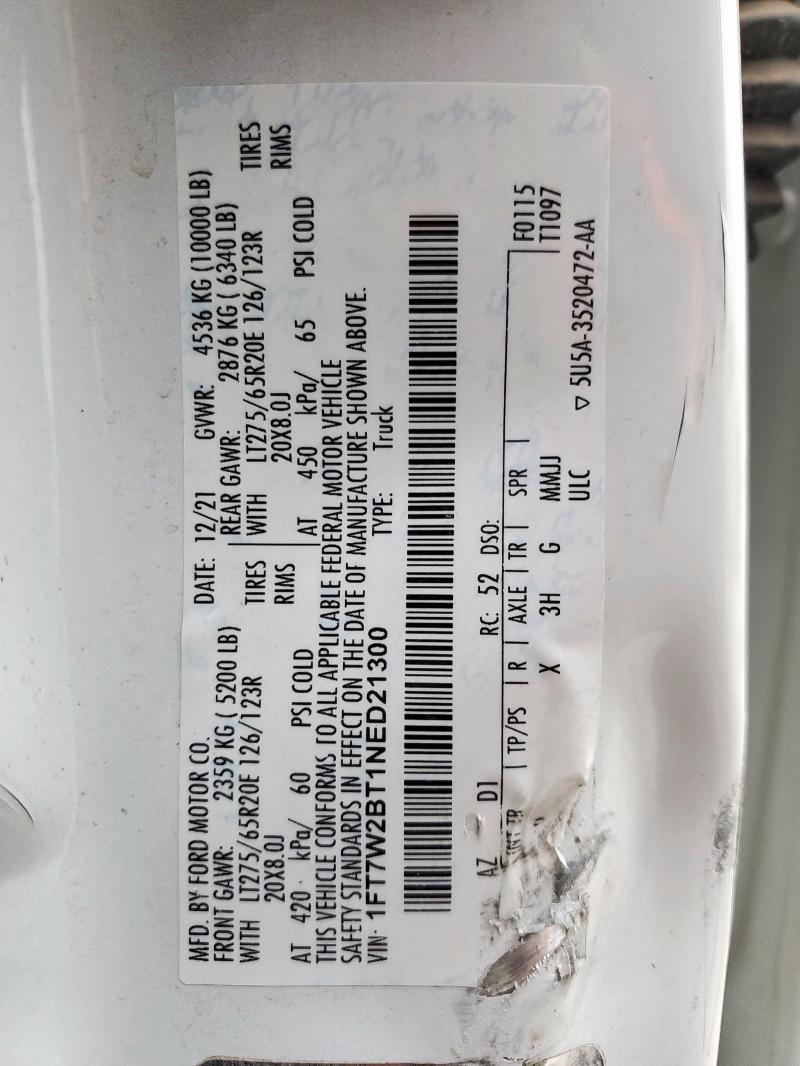 MFD. BY FORD MOTOR CO.
DATE: 12/21 GVWR: 4536 KG (10000 LB)
FRONT GAWR: 2359 KG ( 5200 LB)
REAR GAWR: 2876 KG ( 6340 LB)
WITH LT275/65R20E 126/123R TIRES
WITH LT275/65R20E 126/123R TIRES
20X8.0J RIMS
20X8.0J RIMS
AT 420 kPa/ 60 PSI COLD
AT 450 kPa/ 65 PSI COLD
THIS VEHICLE CONFORMS TO ALL APPLICABLE FEDERAL MOTOR VEHICLE
SAFETY STANDARDS IN EFFECT ON THE DATE OF MANUFACTURE SHOWN ABOVE.
VIN: 1FT7W2BT1NED21300 TYPE: Truck
AZ D1 RC: 52 DSO:
TR | TP/PS | R | AXLE | TR | SPR | F0115
X 3H G MMJJ T1097
ULC ▽ 5U5A-3520472-AA